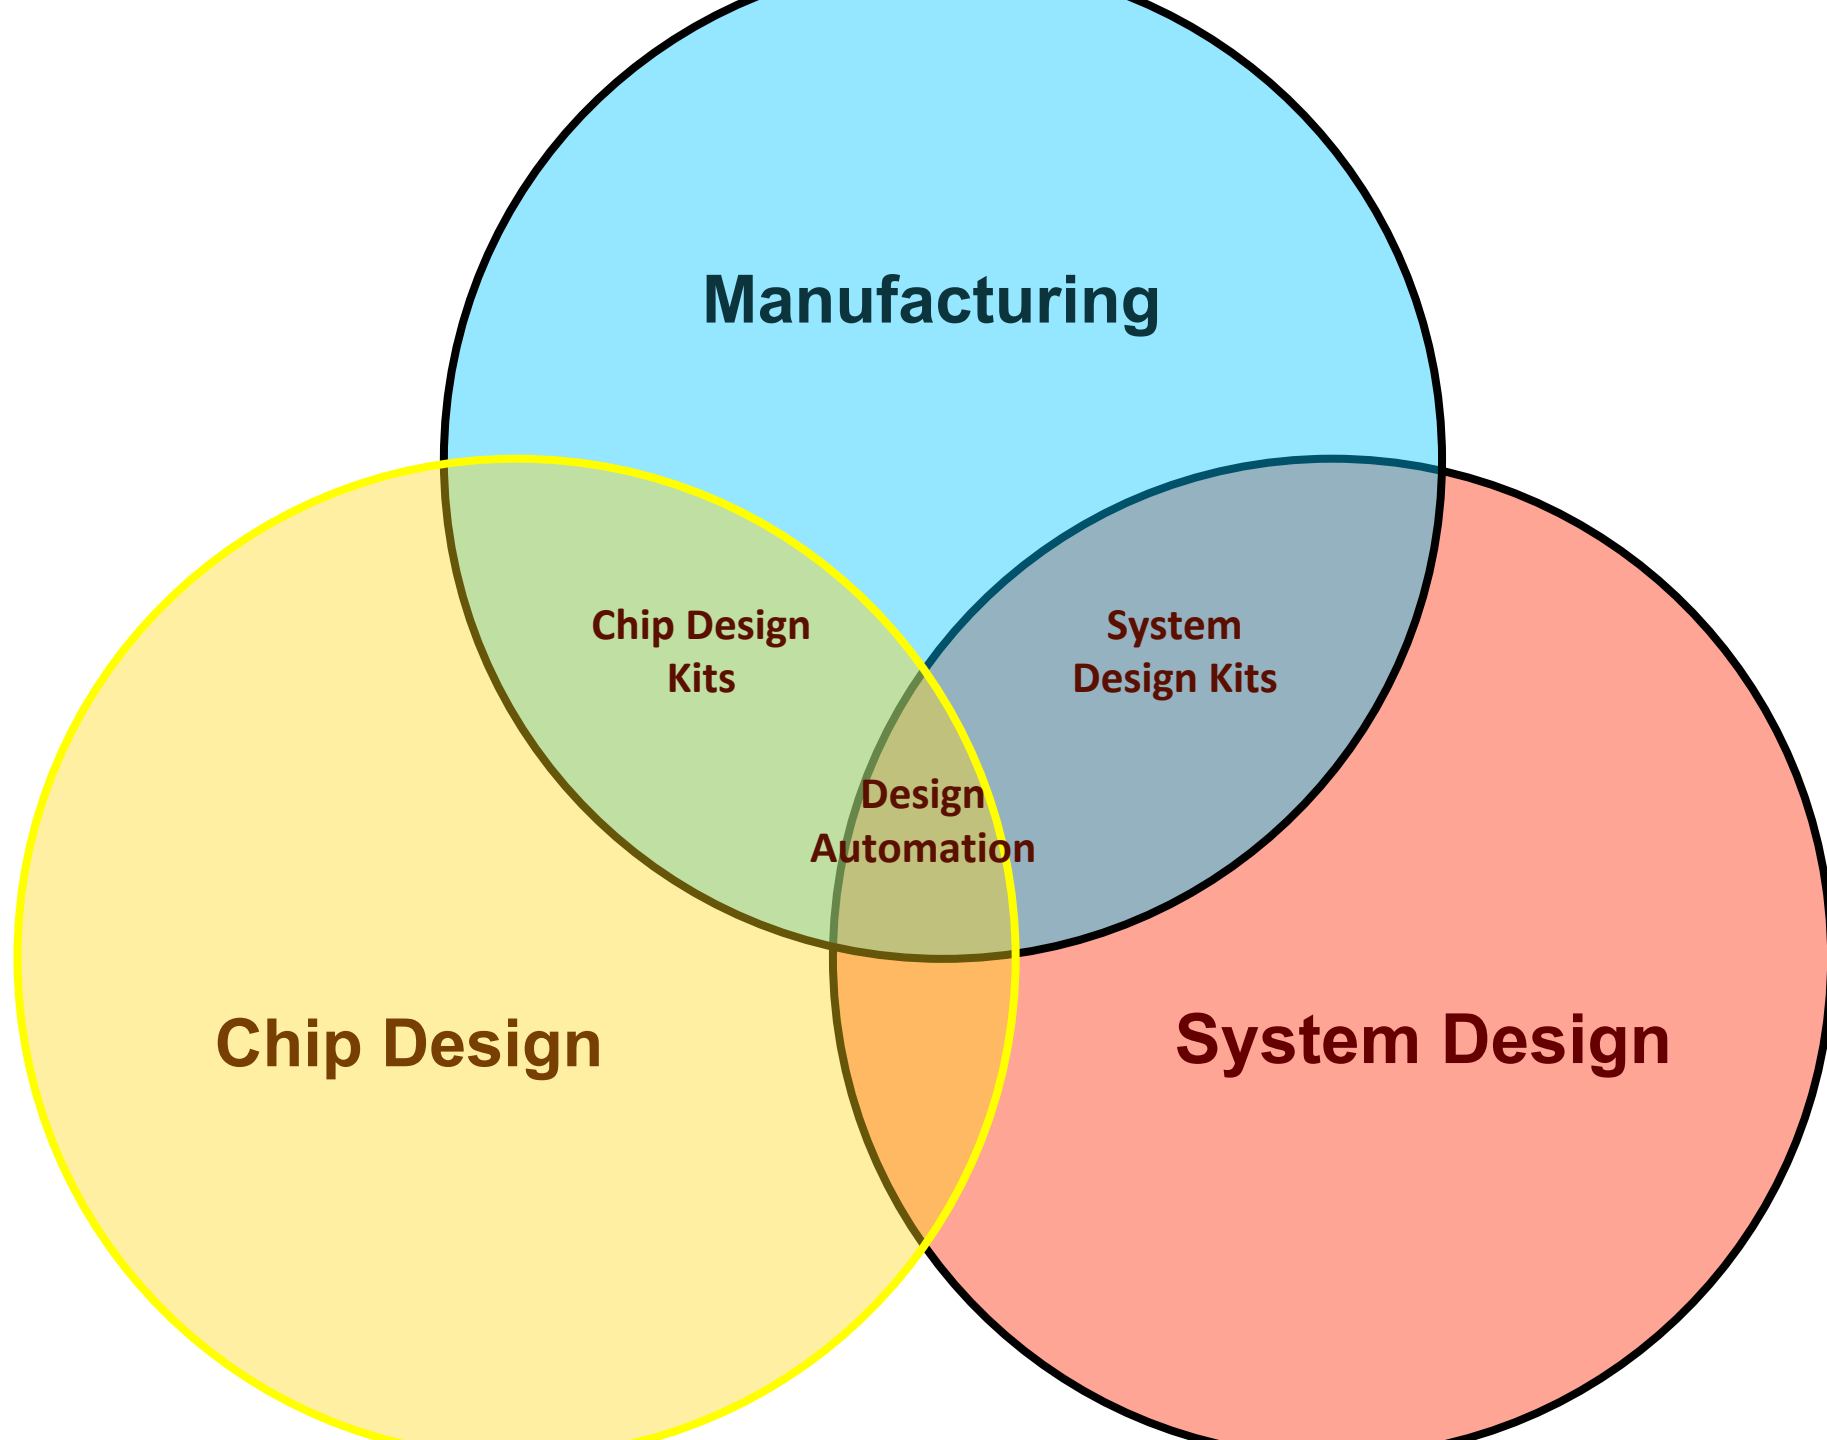 Manufacturing
Chip Design
Kits
System
Design Kits
Design
Automation
Chip Design
System Design